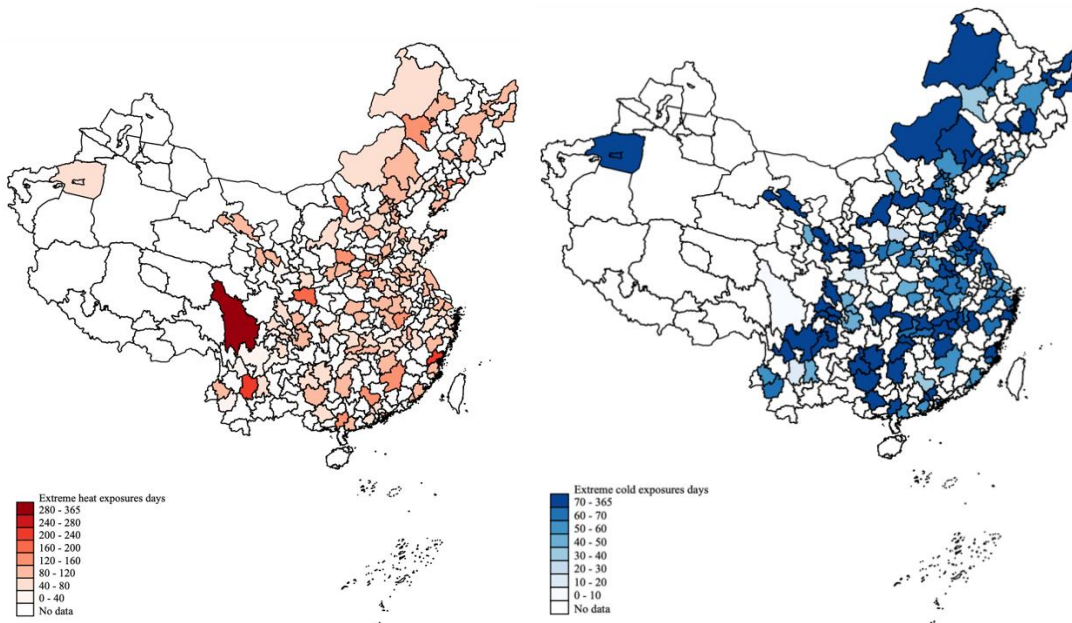 Extreme heat exposures days
280 - 365
240 - 280
200 - 240
160 - 200
120 - 160
80 - 120
40 - 80
0 - 40
No data
Extreme cold exposures days
70 - 365
60 - 70
50 - 60
40 - 50
30 - 40
20 - 30
10 - 20
0 - 10
No data